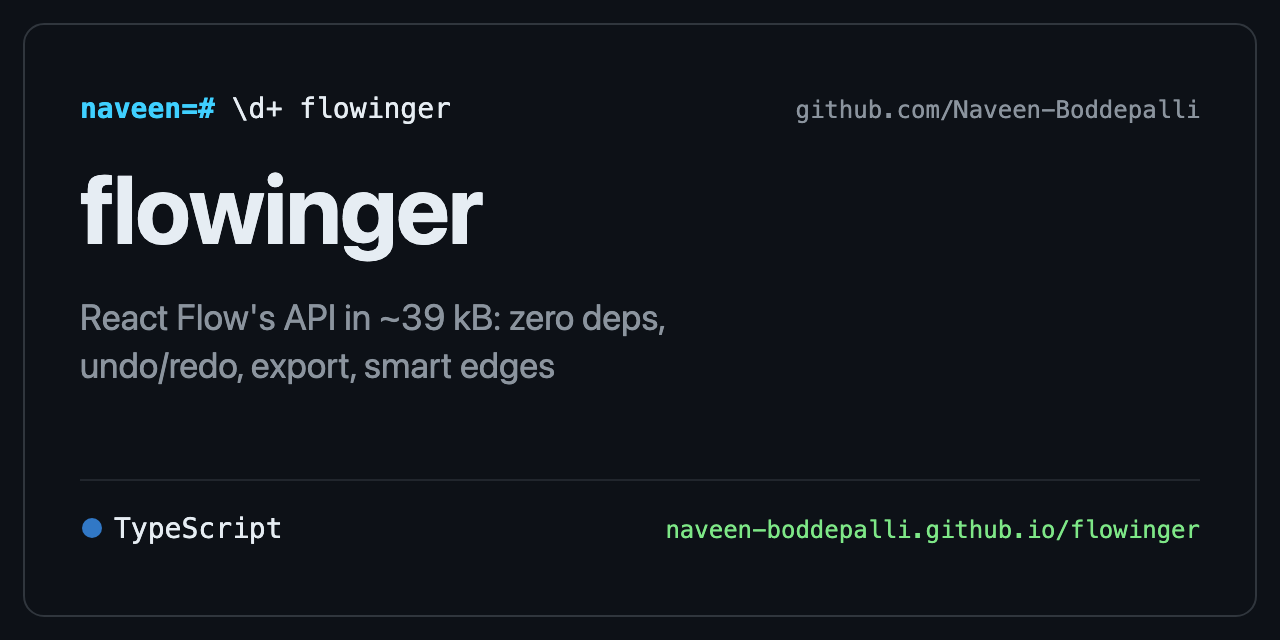 naveen=# \d+ flowinger
github.com/Naveen-Boddepalli
flowinger
React Flow's API in ~39 kB: zero deps,
undo/redo, export, smart edges
TypeScript
naveen-boddepalli.github.io/flowinger